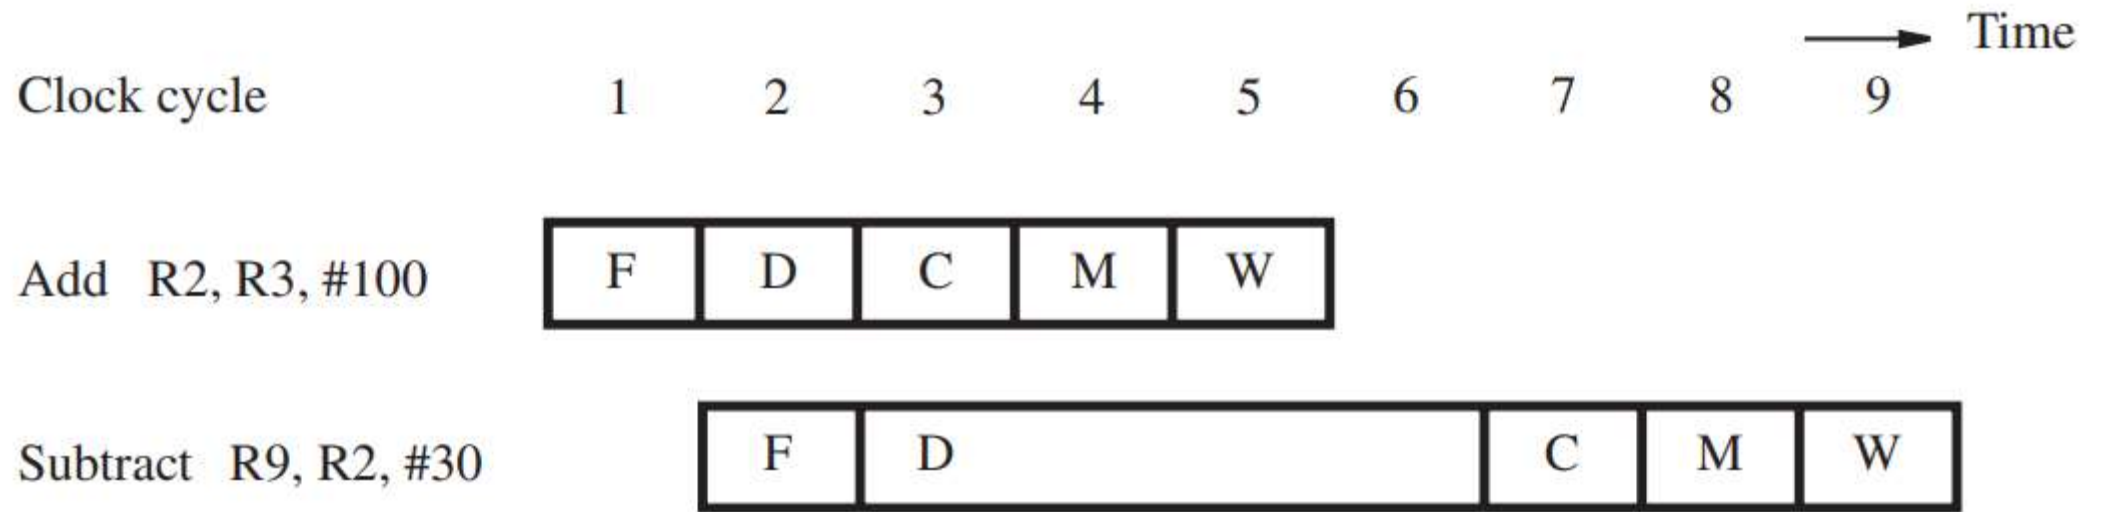 Time
Clock cycle 1 2 3 4 5 6 7 8 9
Add R2, R3, #100 F D C M W
Subtract R9, R2, #30 F D C M W